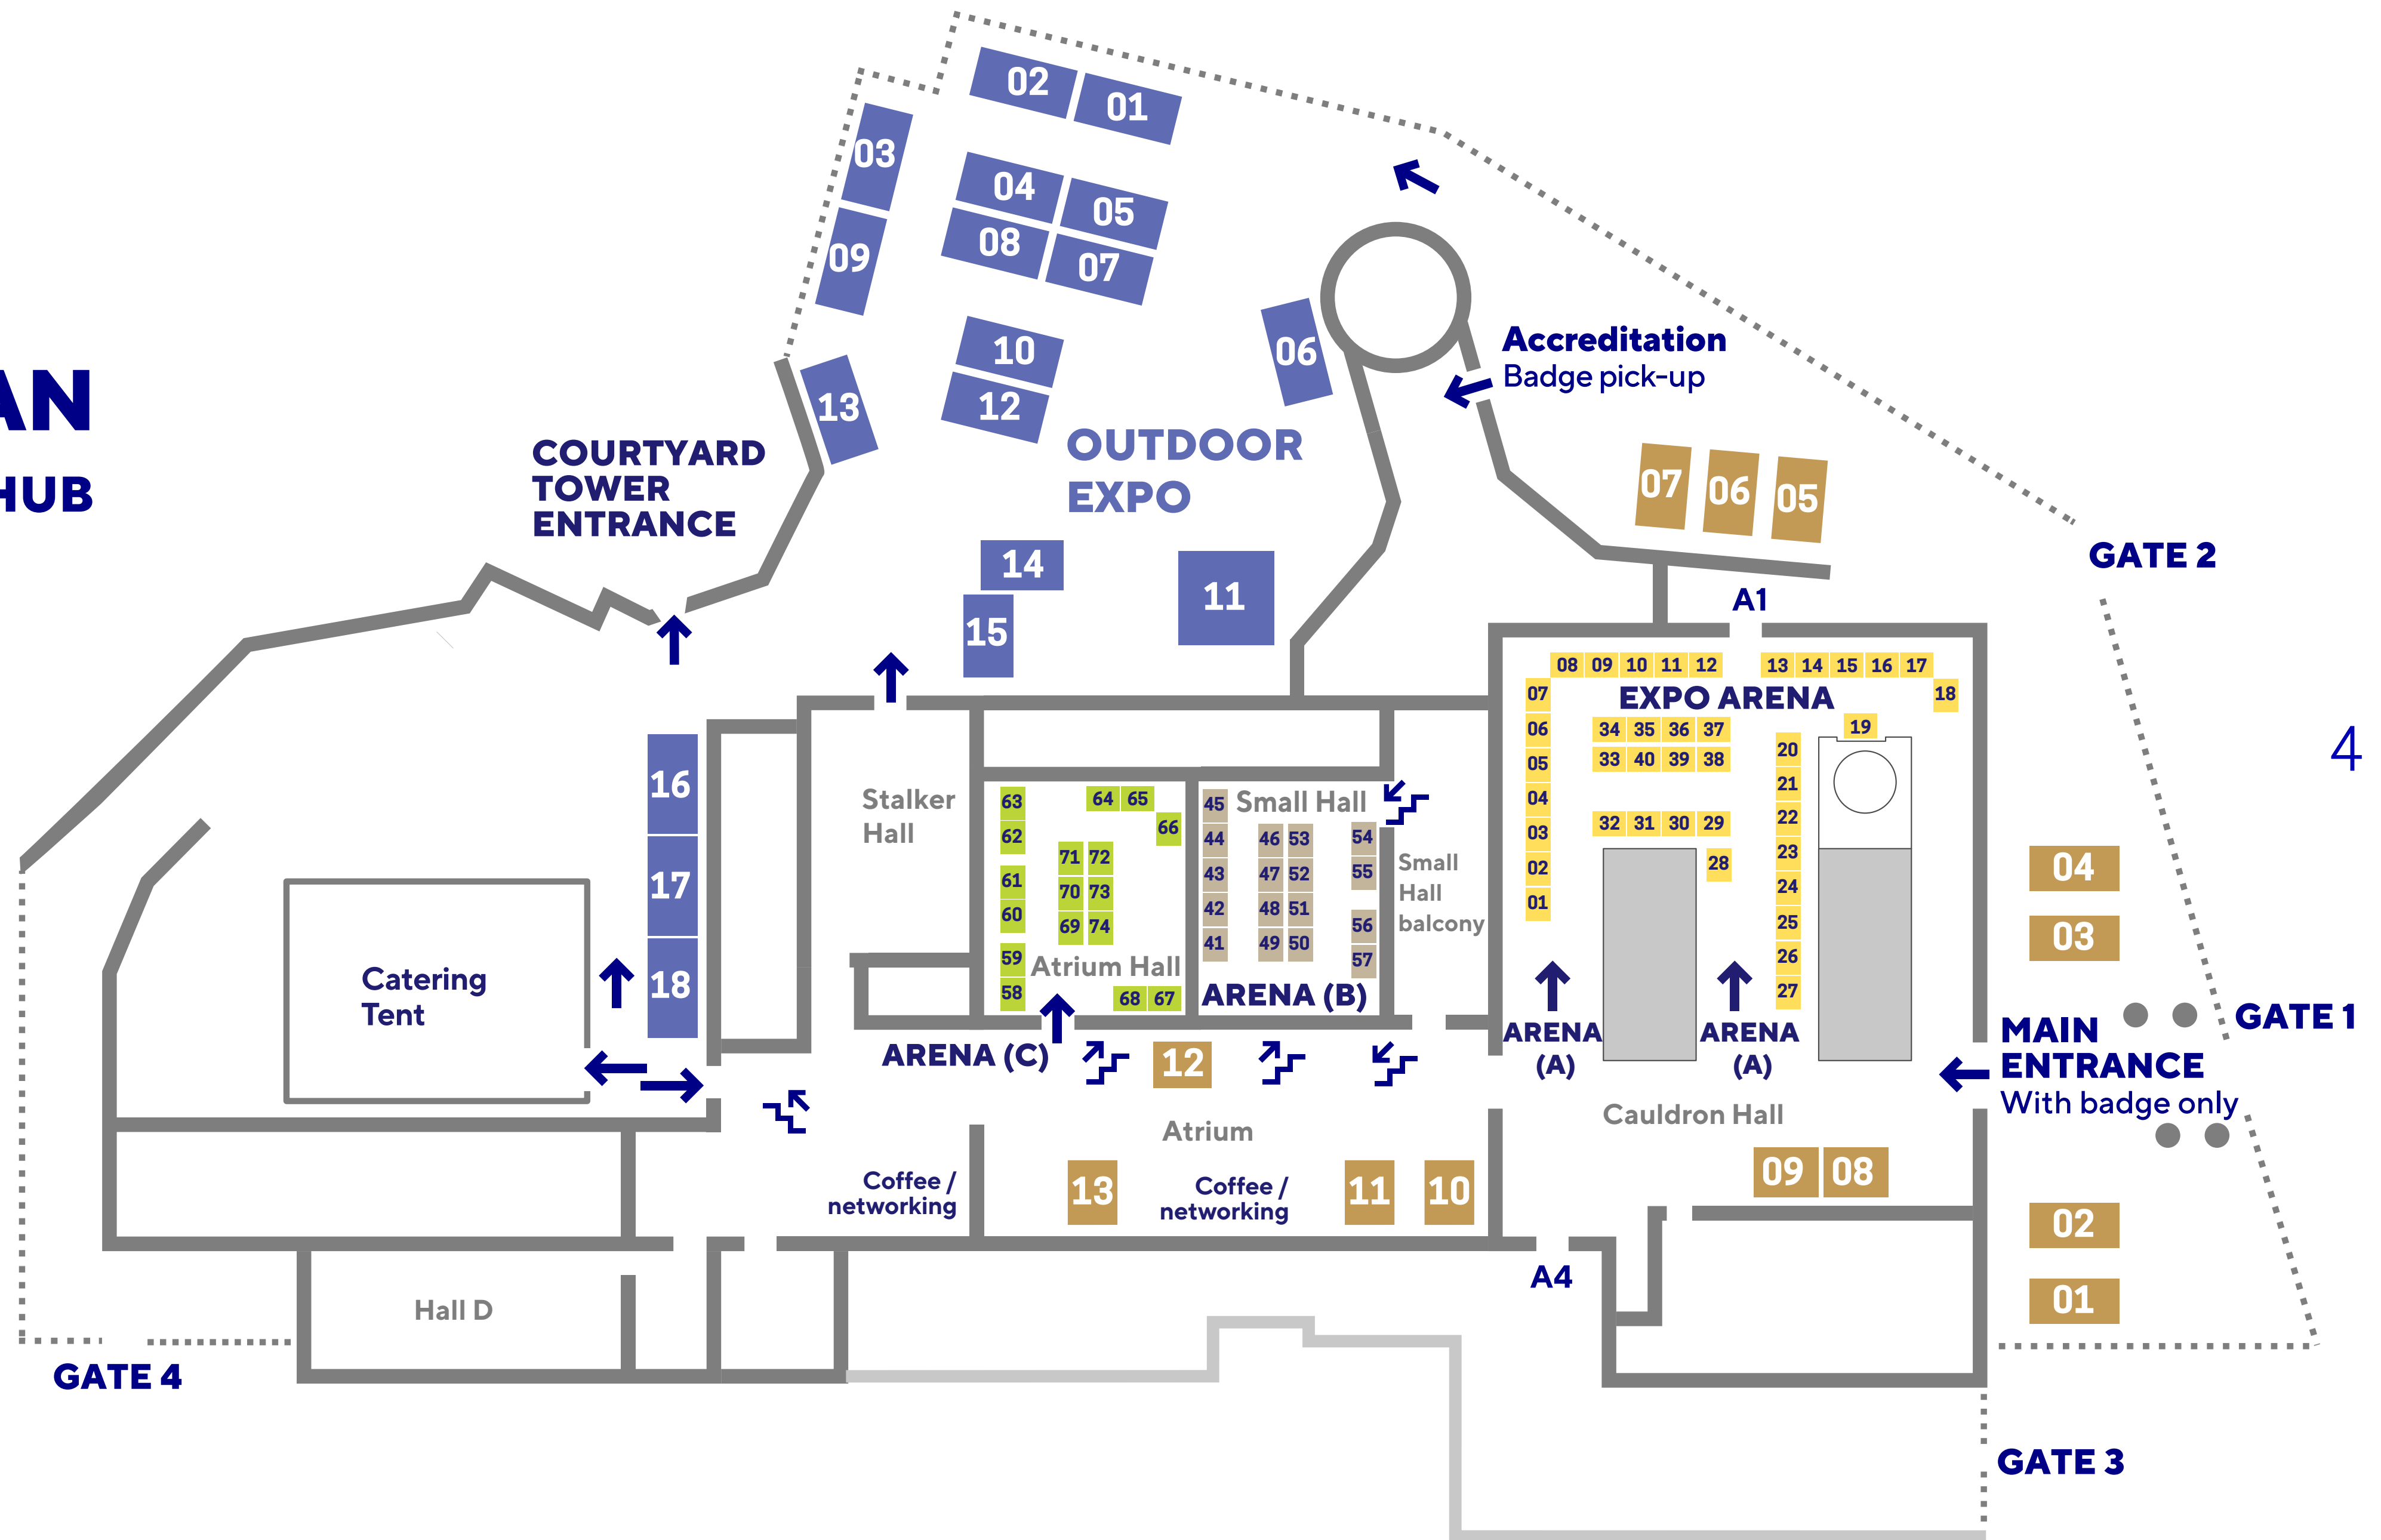 AN
HUB
02
01
03
04
05
08
07
09
10
12
06
13
OUTDOOR
EXPO
14
15
11
COURTYARD
TOWER
ENTRANCE
Accreditation
Badge pick-up
07
06
05
GATE 2
A1
08 09 10 11 12
13 14 15 16 17
18
EXPO ARENA
07
06
05
04
03
02
01
34 35 36 37
33 40 39 38
32 31 30 29
28
19
20
21
22
23
24
25
26
27
ARENA
(A)
ARENA
(A)
Cauldron Hall
09 08
4
04
03
GATE 1
MAIN
ENTRANCE
With badge only
02
01
GATE 3
16
17
18
Catering
Tent
Stalker
Hall
63
62
61
60
59
58
64 65
66
71 72
70 73
69 74
Atrium Hall
68 67
ARENA (C)
45
44
43
42
41
Small Hall
46 53
47 52
48 51
49 50
54
55
56
57
ARENA (B)
Small
Hall
balcony
12
Atrium
Coffee /
networking
13
Coffee /
networking
11
10
A4
Hall D
GATE 4